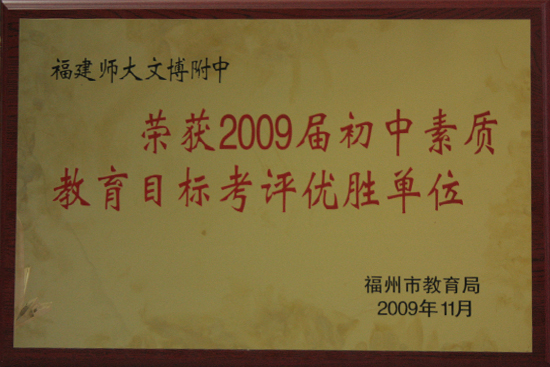 福建师大文博附中
荣获2009届初中素质
教育目标考评优胜单位
福州市教育局
2009年11月